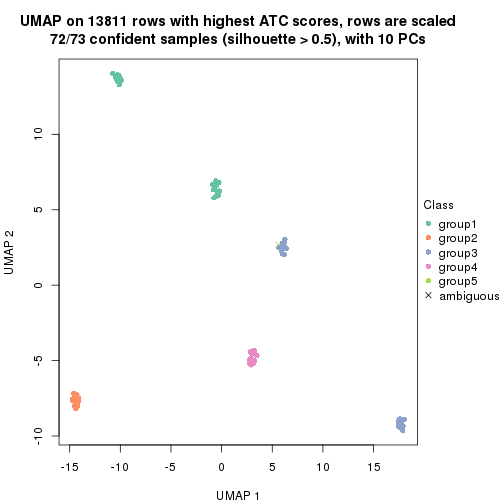 UMAP on 13811 rows with highest ATC scores, rows are scaled
72/73 confident samples (silhouette > 0.5), with 10 PCs
10
5
0
-5
-10
UMAP 2
-15
-10
-5
0
5
10
15
UMAP 1
Class
group1
group2
group3
group4
group5
ambiguous